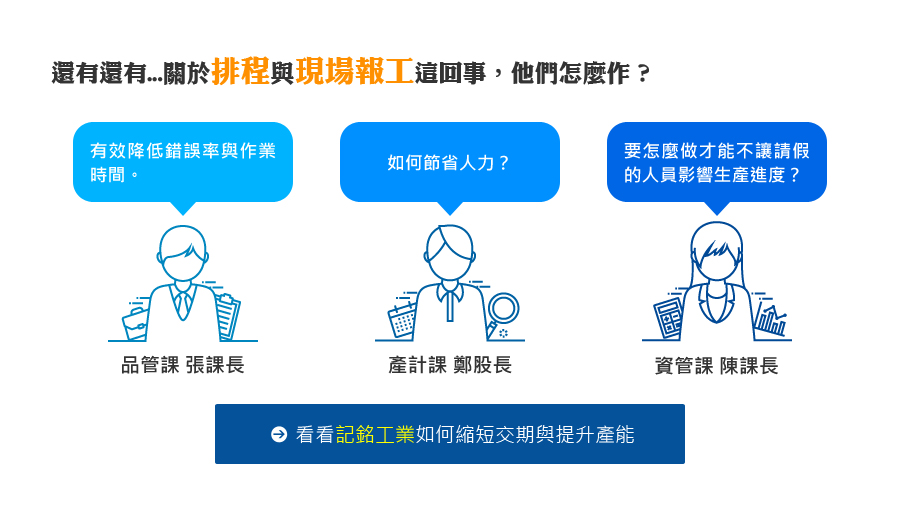 還有還有...關於排程與現場報工這回事，他們怎麼作？
有效降低錯誤率與作業
時間。
如何節省人力？
要怎麼做才能不讓請假
的人員影響生產進度？
品管課 張課長
產計課 鄭股長
資管課 陳課長
看看記銘工業如何縮短交期與提升產能